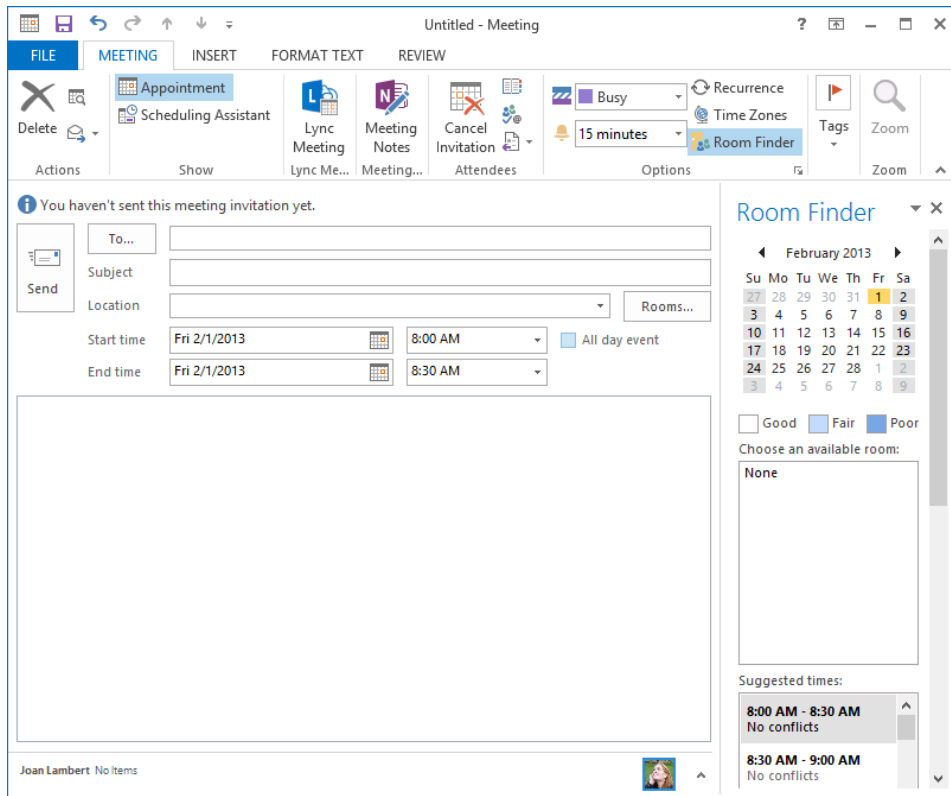 Untitled - Meeting
?
FILE MEETING INSERT FORMAT TEXT REVIEW
Delete
Actions
Appointment
Scheduling Assistant
Show
Lync
Meeting
Lync Me...
Meeting
Notes
Meeting...
Cancel
Invitation
Attendees
Busy
15 minutes
Recurrence
Time Zones
Room Finder
Options
Tags
Zoom
Zoom
You haven't sent this meeting invitation yet.
Send
To...
Subject
Location
Rooms...
Start time Fri 2/1/2013 8:00 AM All day event
End time Fri 2/1/2013 8:30 AM
Joan Lambert No Items
Room Finder
February 2013
Su Mo Tu We Th Fr Sa
27 28 29 30 31 1 2
3 4 5 6 7 8 9
10 11 12 13 14 15 16
17 18 19 20 21 22 23
24 25 26 27 28 1 2
3 4 5 6 7 8 9
Good Fair Poor
Choose an available room:
None
Suggested times:
8:00 AM - 8:30 AM
No conflicts
8:30 AM - 9:00 AM
No conflicts